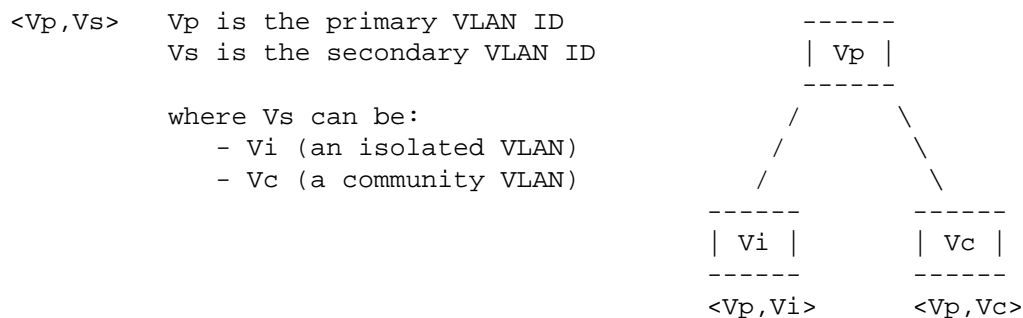 <Vp,Vs>   Vp is the primary VLAN ID               ------
          Vs is the secondary VLAN ID            | Vp |
                                                 ------
          where Vs can be:                      /      \
             - Vi (an isolated VLAN)           /        \
             - Vc (a community VLAN)          /          \
                                           ------       ------
                                           | Vi |       | Vc |
                                           ------       ------
                                           <Vp,Vi>      <Vp,Vc>